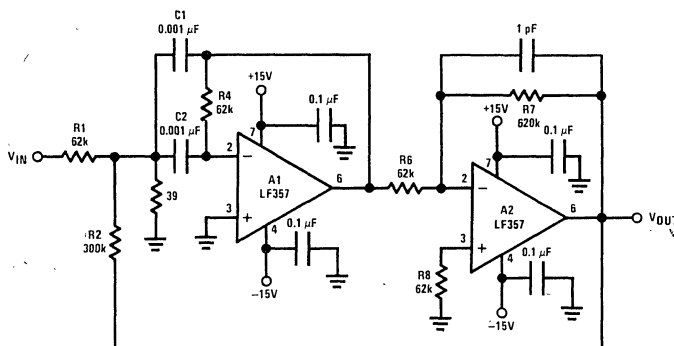 C1
0.001 μF
1 pF
+15V
R4
62k
0.1 μF
R7
620k
+15V
0.1 μF
C2
0.001 μF
R1
62k
VIN
7
2
−
A1
LF357
6
R6
62k
7
2
−
A2
LF357
6
VOUT
39
3
+
4
0.1 μF
R2
300k
−15V
3
+
4
0.1 μF
R8
62k
−15V